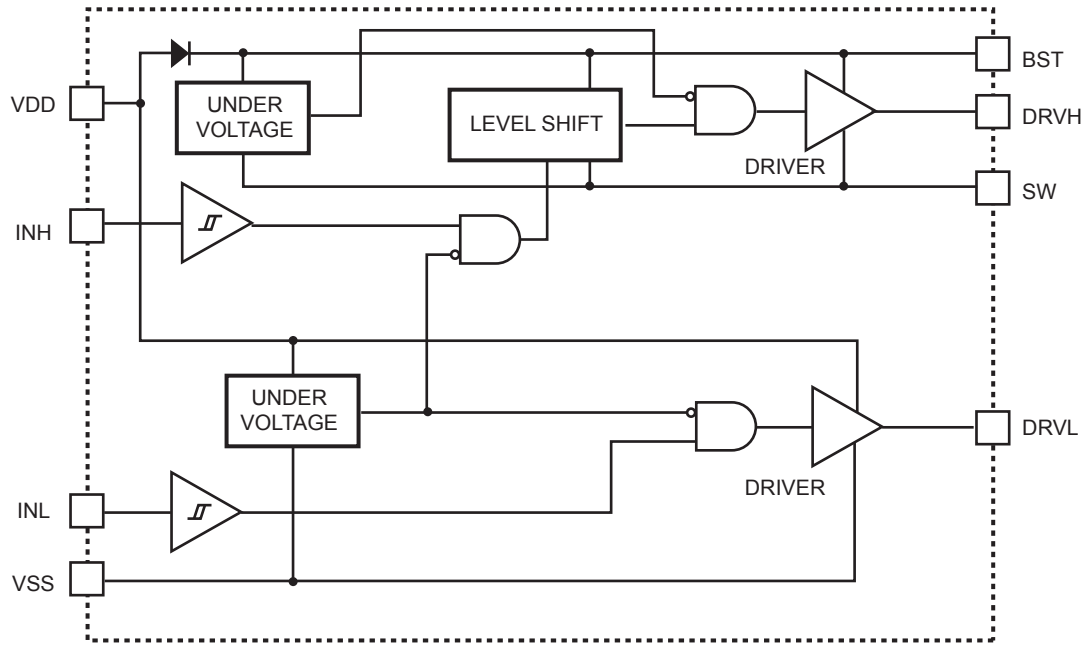 BST
VDD
UNDER
VOLTAGE
LEVEL SHIFT
DRVH
DRIVER
SW
INH
UNDER
VOLTAGE
DRVL
DRIVER
INL
VSS